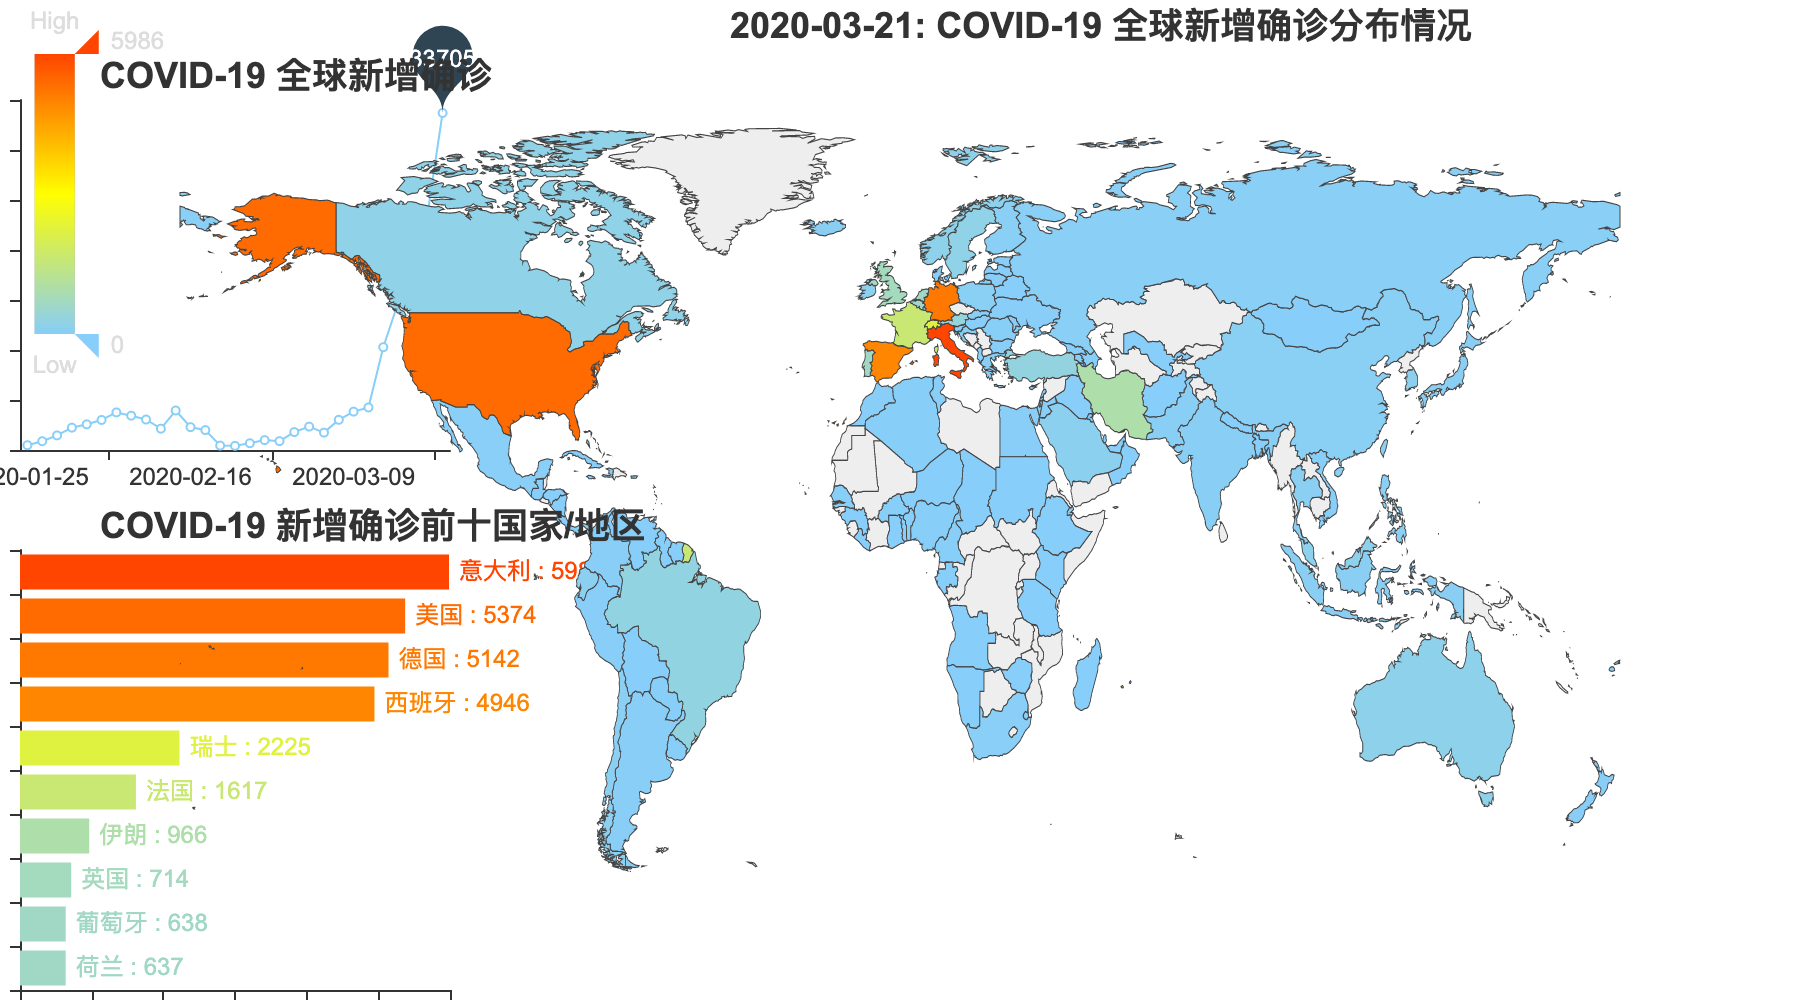 2020-03-21: COVID-19 全球新增确诊分布情况
High
5986
COVID-19 全球新增确诊
33705
0
Low
20-01-25
2020-02-16
2020-03-09
COVID-19 新增确诊前十国家/地区
意大利 : 598
美国 : 5374
德国 : 5142
西班牙 : 4946
瑞士 : 2225
法国 : 1617
伊朗 : 966
英国 : 714
葡萄牙 : 638
荷兰 : 637